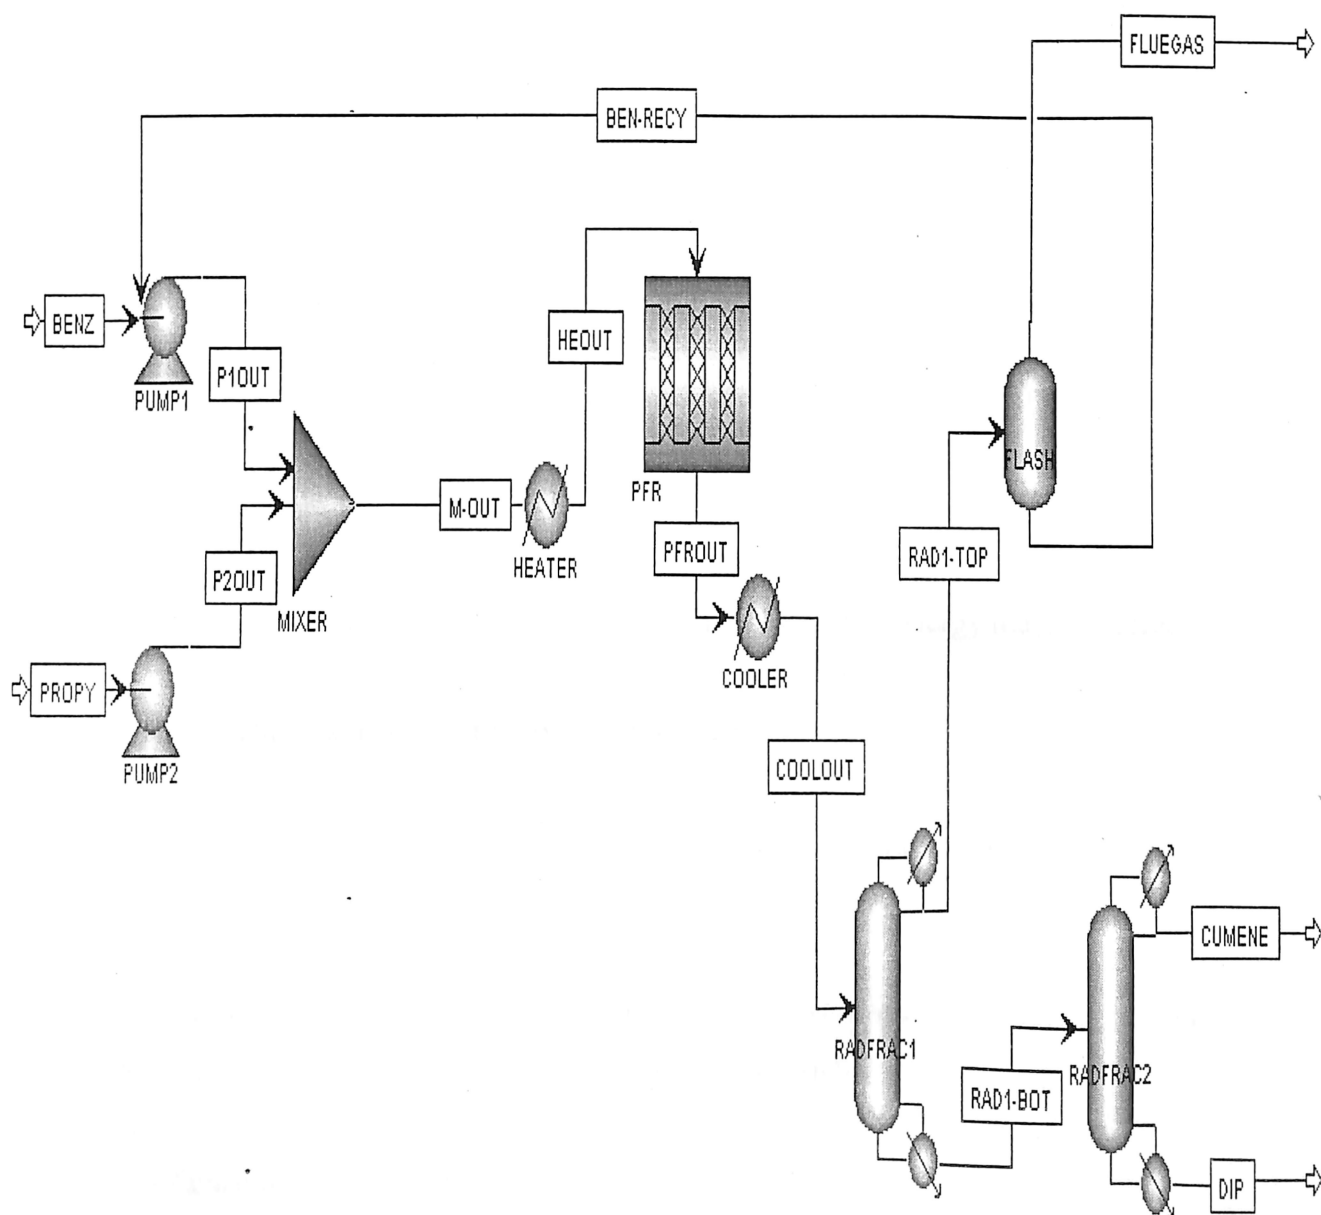 FLUEGAS
BEN-RECY
BENZ
PUMP1
P1OUT
HEOUT
PFR
FLASH
M-OUT
HEATER
PFROUT
RAD1-TOP
P2OUT
MIXER
COOLER
PROPY
PUMP2
COOLOUT
CUMENE
RADFRAC1
RADFRAC2
RAD1-BOT
DIP